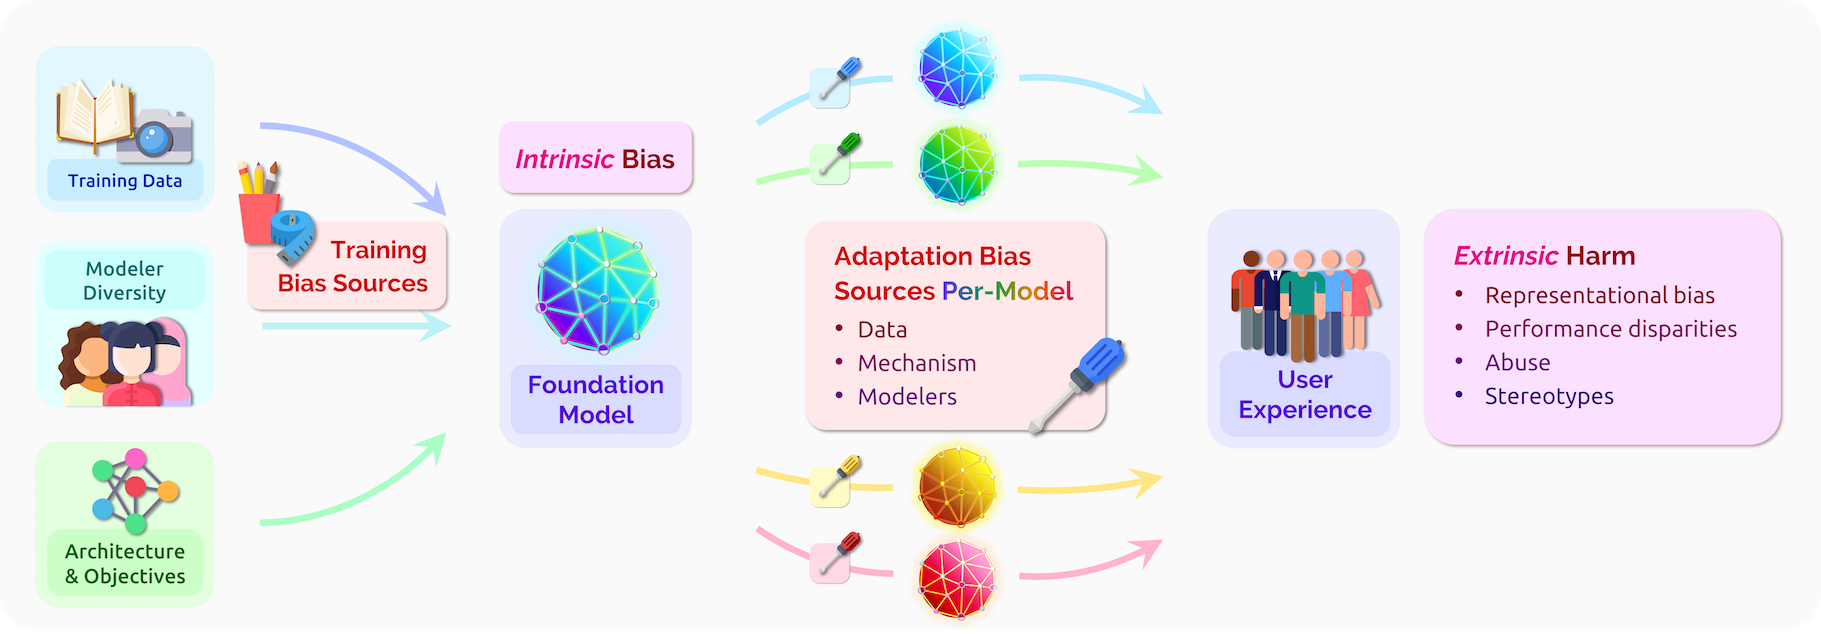 Training Data
Modeler
Diversity
Architecture
& Objectives
Training
Bias Sources
Intrinsic Bias
Foundation
Model
Adaptation Bias
Sources Per-Model
• Data
• Mechanism
• Modelers
User
Experience
Extrinsic Harm
• Representational bias
• Performance disparities
• Abuse
• Stereotypes